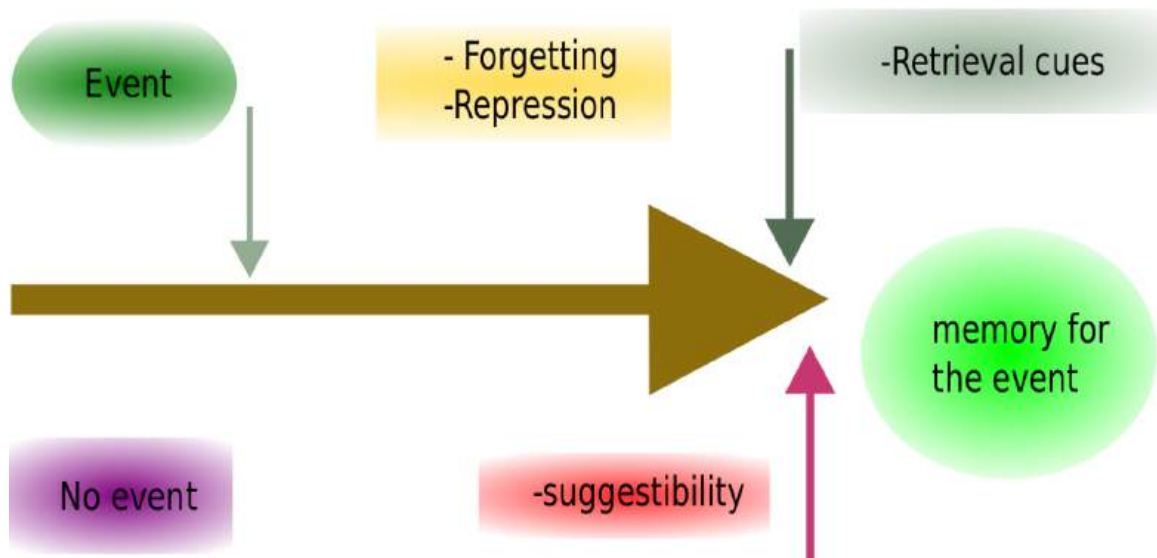 Event
- Forgetting
-Repression
-Retrieval cues
memory for
the event
No event
-suggestibility